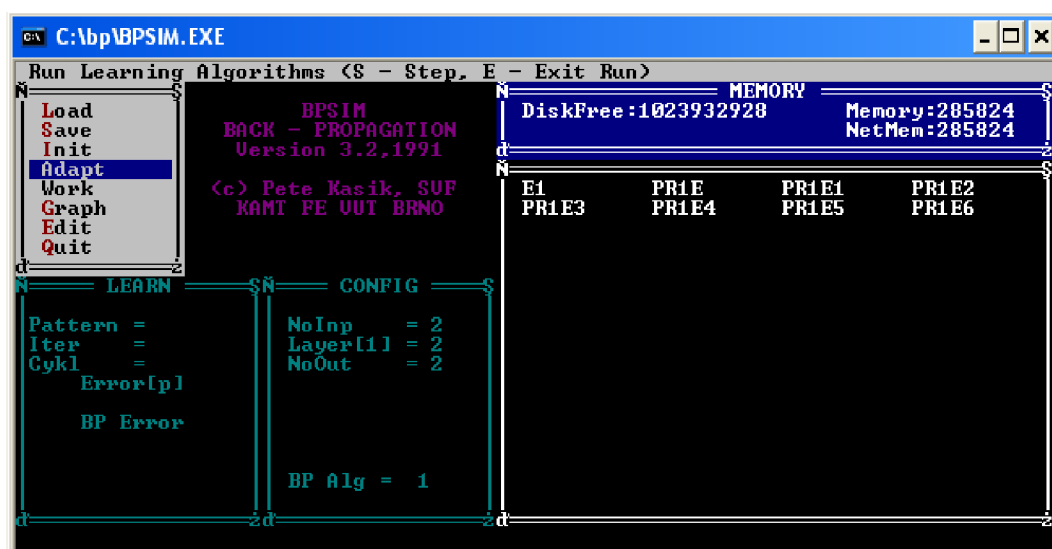 C:\bp\BPSIM.EXE
Run Learning Algorithms (S - Step, E - Exit Run)
Load
Save
Init
Adapt
Work
Graph
Edit
Quit
BPSIM
BACK - PROPAGATION
Version 3.2,1991
(c) Pete Kasik, SVF
KAMT FE VUT BRNO
MEMORY
DiskFree:1023932928 Memory:285824
NetMem:285824
E1 PR1E PR1E1 PR1E2
PR1E3 PR1E4 PR1E5 PR1E6
LEARN
Pattern =
Iter =
Cykl =
Error[p]
BP Error
CONFIG
NoInp = 2
Layer[1] = 2
NoOut = 2
BP Alg = 1